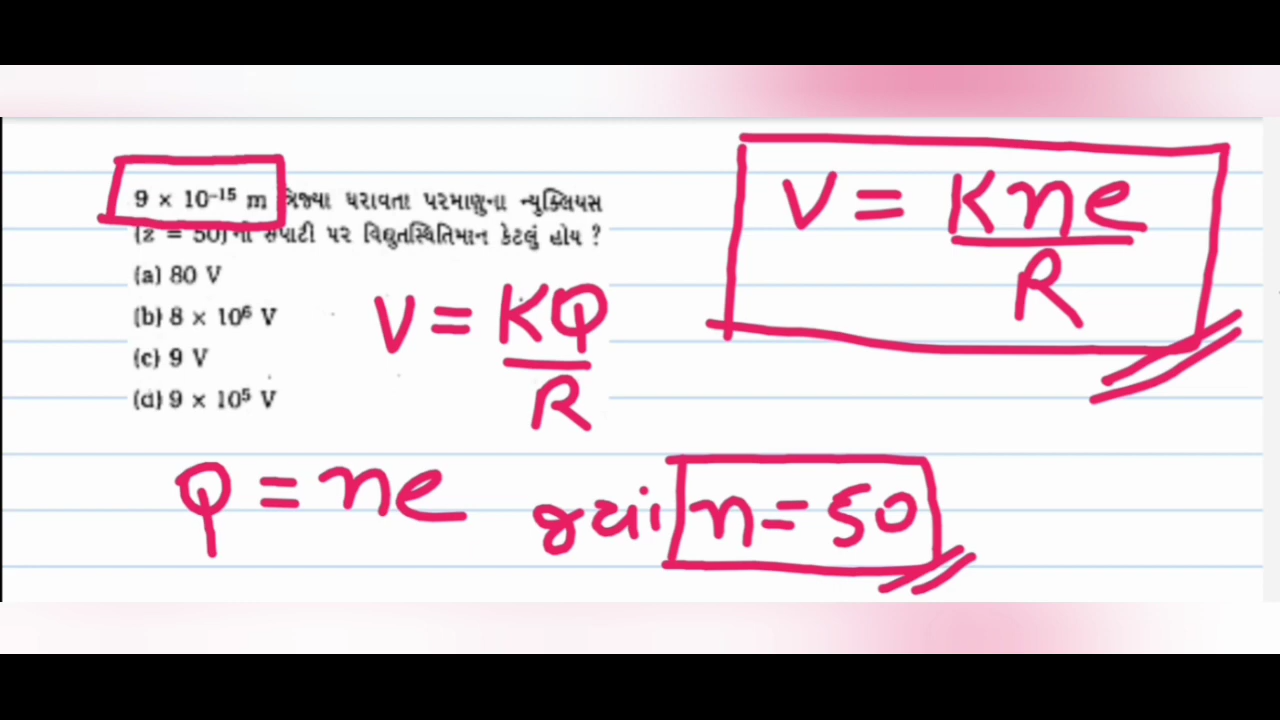 9 × 10⁻¹⁵ m ત્રિજ્યા ધરાવતા પરમાણુના ન્યુક્લિયસ
(z = 50) ની સપાટી પર વિદ્યુતસ્થિતિમાન કેટલું હોય ?
(a) 80 V
(b) 8 × 10⁶ V
(c) 9 V
(d) 9 × 10⁵ V
V = KQ/R
Q = ne
જ્યાં n = 50
V = Kne/R